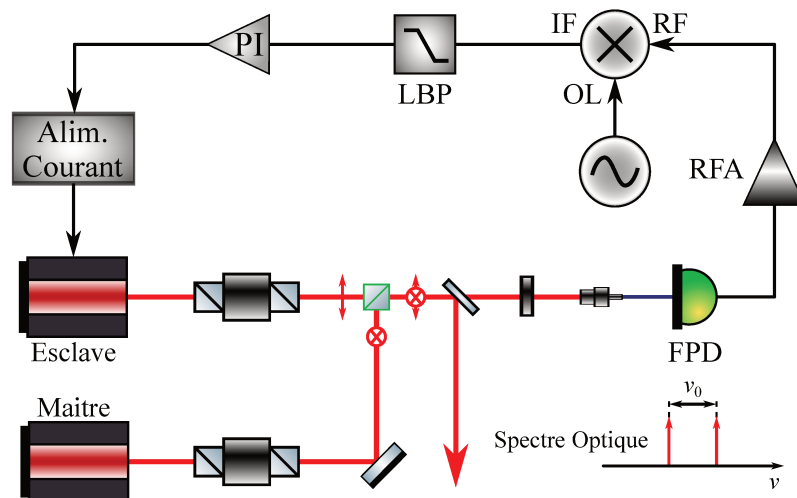 PI
IF
RF
LBP
OL
Alim.
Courant
RFA
Esclave
FPD
Maitre
ν0
Spectre Optique
ν